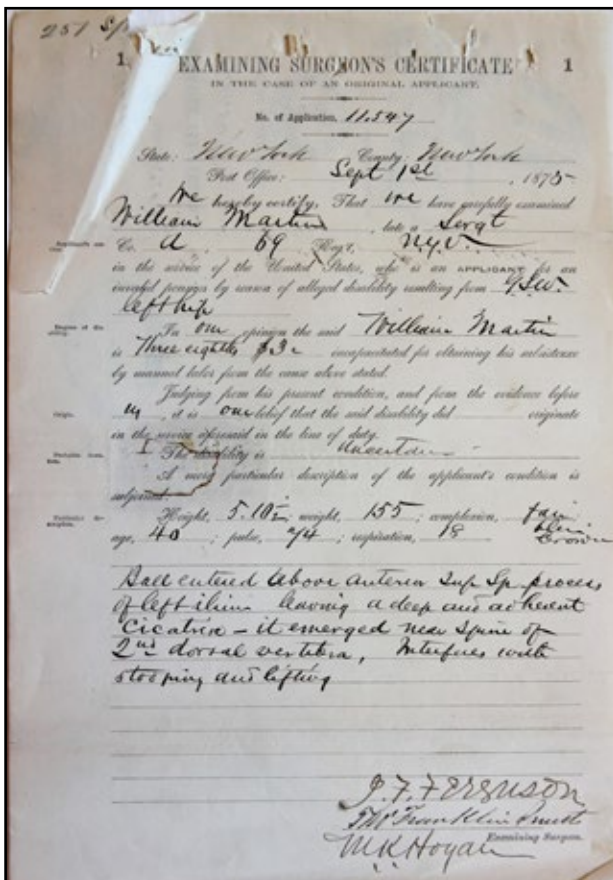 251
1 EXAMINING SURGEON'S CERTIFICATE 1
IN THE CASE OF AN ORIGINAL APPLICANT.
No. of Application, 11.547
State: New York County: New York
Post Office: Sept 1st, 1875
We hereby certify, That we have carefully examined
William Martin, late a Sergt
Co. A 69 Reg't, N.Y.V.
in the service of the United States, who is an APPLICANT for an
invalid pension by reason of alleged disability resulting from G.S.W.
left hip
Degree of
In our opinion the said William Martin
is three eighths $3 incapacitated for obtaining his subsistence
by manual labor from the cause above stated.
Judging from his present condition, and from the evidence before
Origin.
us, it is our belief that the said disability did originate
in the service aforesaid in the line of duty.
The disability is uncertain
A more particular description of the applicant's condition is
subjoined:
Height, 5.10; weight, 155; complexion, fair
age, 40; pulse, 74; respiration, 18
Brown
Ball entered above anterior Sup Sp process
of left ilium leaving a deep and adherent
Cicatrix - it emerged near spine of
2nd dorsal vertebra, Interferes with
stooping and lifting
J. F. Ferguson
Franklin Smith
M.K. Hogan
Examining Surgeon.